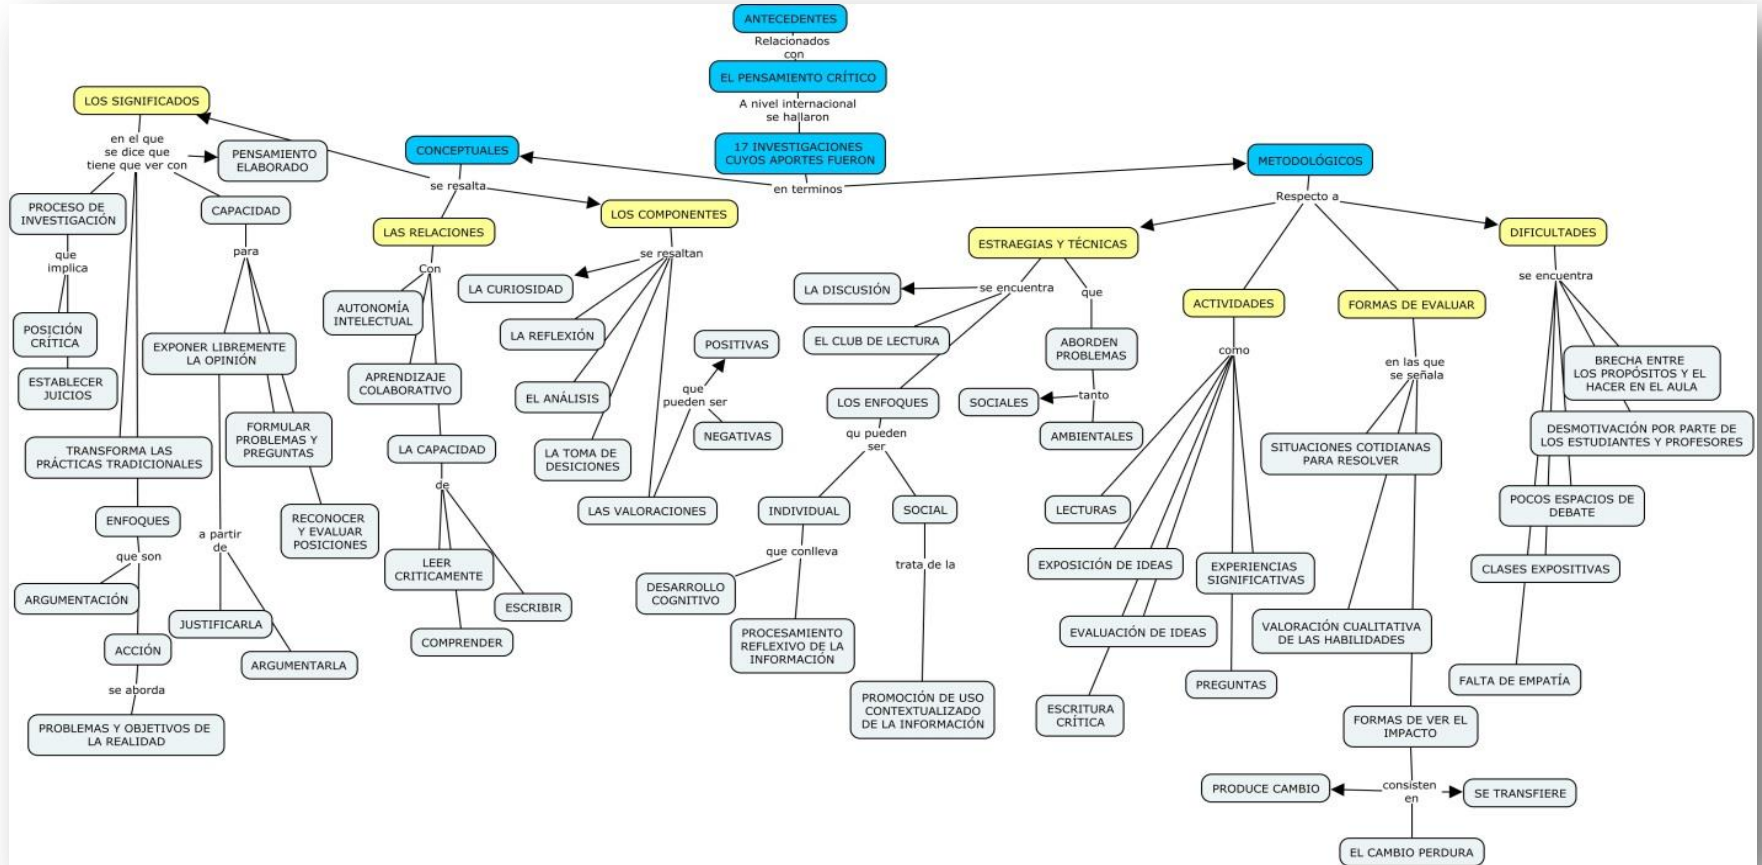 ANTECEDENTES
Relacionados
con
EL PENSAMIENTO CRÍTICO
A nivel internacional
se hallaron
17 INVESTIGACIONES
CUYOS APORTES FUERON
en terminos
CONCEPTUALES
se resalta
LOS SIGNIFICADOS
en el que
se dice que
tiene que ver con
PENSAMIENTO
ELABORADO
PROCESO DE
INVESTIGACIÓN
que
implica
POSICIÓN
CRÍTICA
ESTABLECER
JUICIOS
CAPACIDAD
para
EXPONER LIBREMENTE
LA OPINIÓN
a partir
de
JUSTIFICARLA
ARGUMENTARLA
FORMULAR
PROBLEMAS Y
PREGUNTAS
RECONOCER
Y EVALUAR
POSICIONES
TRANSFORMA LAS
PRÁCTICAS TRADICIONALES
ENFOQUES
que son
ARGUMENTACIÓN
ACCIÓN
se aborda
PROBLEMAS Y OBJETIVOS DE
LA REALIDAD
LAS RELACIONES
Con
AUTONOMÍA
INTELECTUAL
APRENDIZAJE
COLABORATIVO
LA CAPACIDAD
de
LEER
CRITICAMENTE
ESCRIBIR
COMPRENDER
LOS COMPONENTES
se resaltan
LA CURIOSIDAD
LA REFLEXIÓN
EL ANÁLISIS
LA TOMA DE
DESICIONES
LAS VALORACIONES
que
pueden ser
POSITIVAS
NEGATIVAS
METODOLÓGICOS
Respecto a
ESTRAEGIAS Y TÉCNICAS
se encuentra
LA DISCUSIÓN
EL CLUB DE LECTURA
LOS ENFOQUES
qu pueden
ser
INDIVIDUAL
que conlleva
DESARROLLO
COGNITIVO
PROCESAMIENTO
REFLEXIVO DE LA
INFORMACIÓN
SOCIAL
trata de la
PROMOCIÓN DE USO
CONTEXTUALIZADO
DE LA INFORMACIÓN
que
ABORDEN
PROBLEMAS
tanto
SOCIALES
AMBIENTALES
ACTIVIDADES
como
LECTURAS
EXPOSICIÓN DE IDEAS
EXPERIENCIAS
SIGNIFICATIVAS
EVALUACIÓN DE IDEAS
PREGUNTAS
ESCRITURA
CRÍTICA
FORMAS DE EVALUAR
en las que
se señala
SITUACIONES COTIDIANAS
PARA RESOLVER
VALORACIÓN CUALITATIVA
DE LAS HABILIDADES
FORMAS DE VER EL
IMPACTO
consisten
en
PRODUCE CAMBIO
SE TRANSFIERE
EL CAMBIO PERDURA
DIFICULTADES
se encuentra
BRECHA ENTRE
LOS PROPÓSITOS Y EL
HACER EN EL AULA
DESMOTIVACIÓN POR PARTE DE
LOS ESTUDIANTES Y PROFESORES
POCOS ESPACIOS DE
DEBATE
CLASES EXPOSITIVAS
FALTA DE EMPATÍA